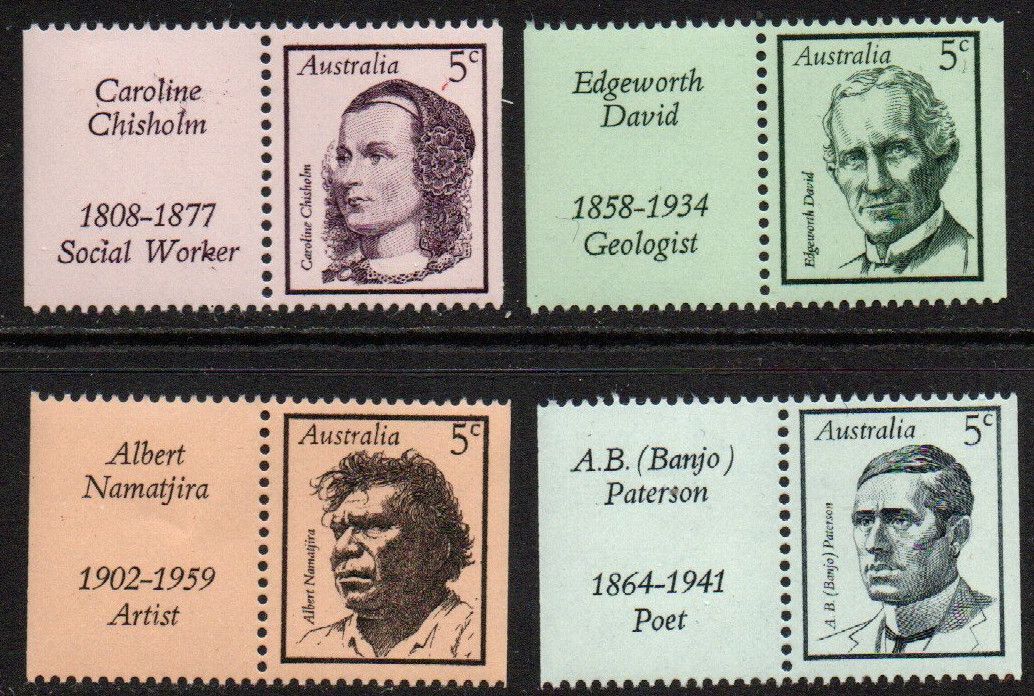 Caroline
Chisholm
1808-1877
Social Worker
Australia 5c
Caroline Chisholm
Edgeworth
David
1858-1934
Geologist
Australia 5c
Edgeworth David
Albert
Namatjira
1902-1959
Artist
Australia 5c
Albert Namatjira
A.B. (Banjo)
Paterson
1864-1941
Poet
Australia 5c
A.B. (Banjo) Paterson